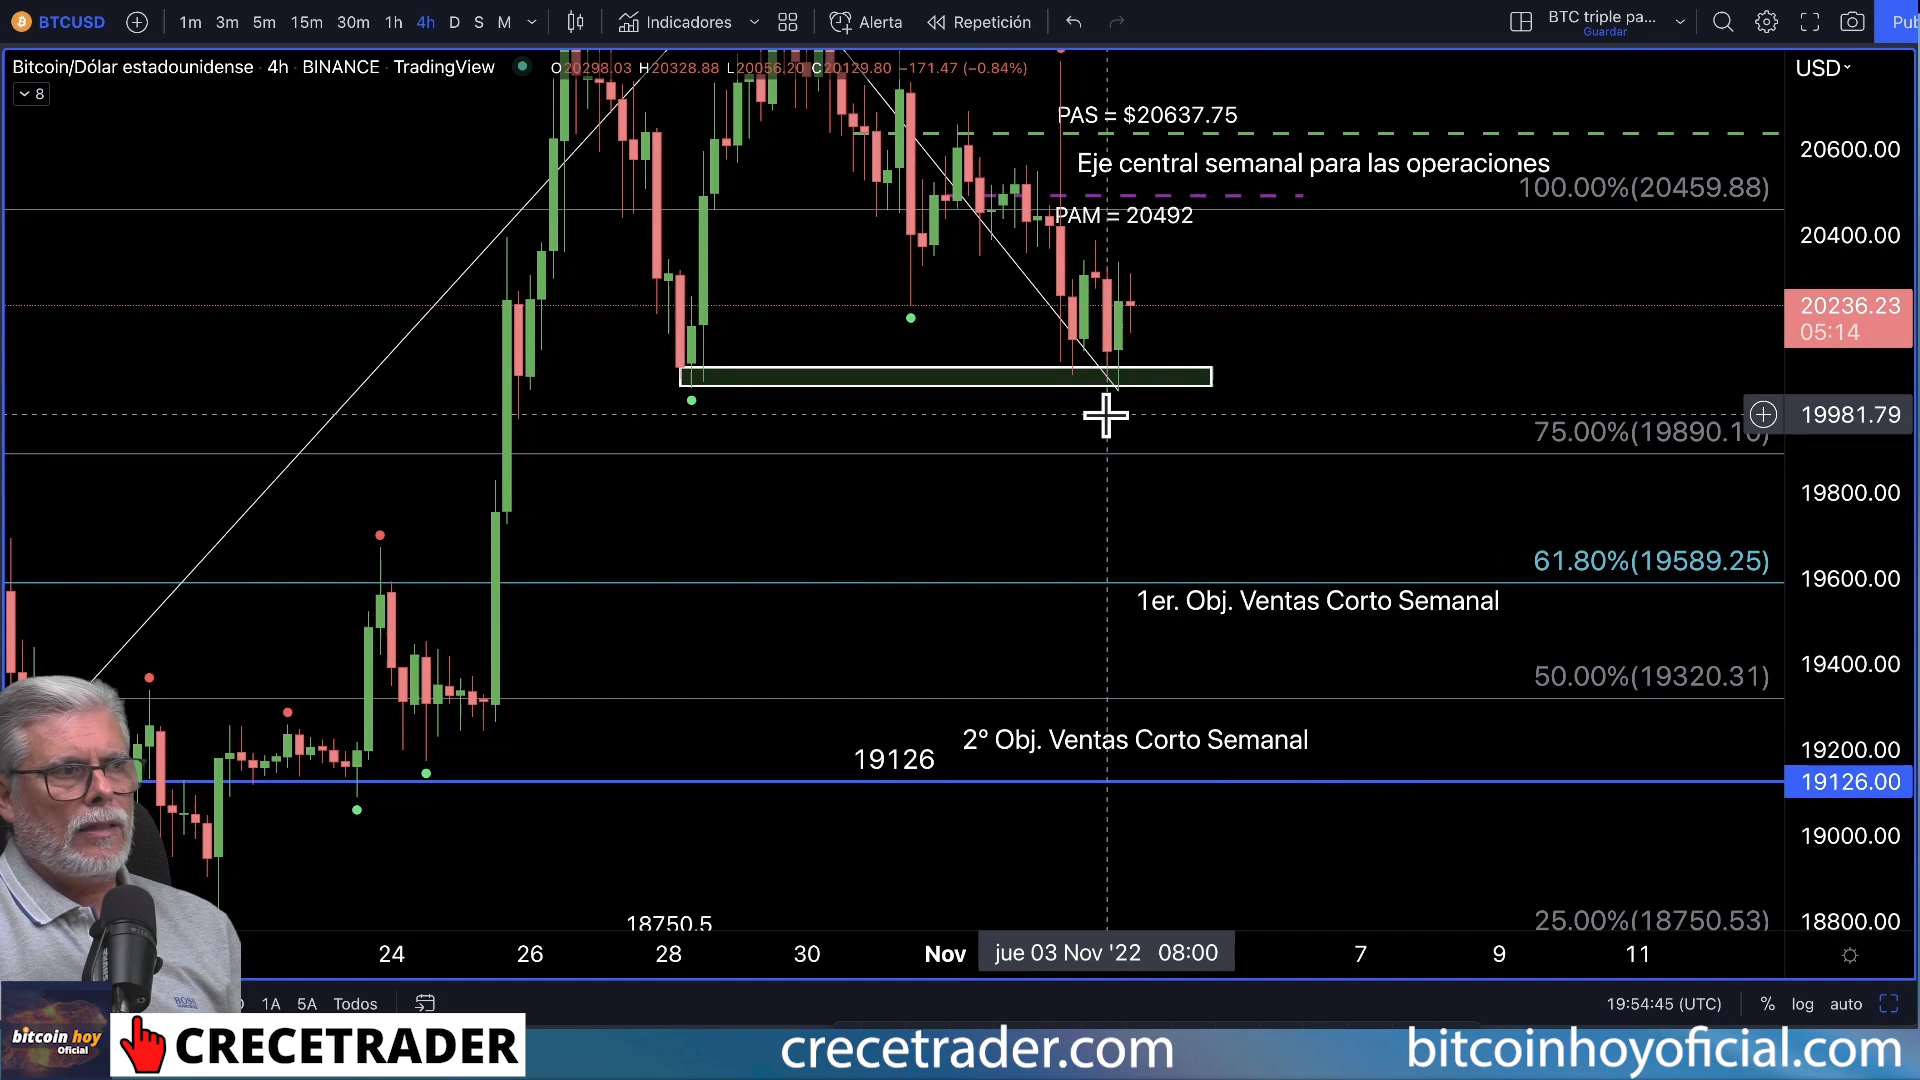 BTCUSD 1m 3m 5m 15m 30m 1h 4h D S M Indicadores Alerta Repetición BTC triple pa... Pub
Guardar
Bitcoin/Dólar estadounidense · 4h · BINANCE · TradingView O20298.03 H20328.88 L20056.20 C20129.80 −171.47 (−0.84%) USD
8
PAS = $20637.75
20600.00
Eje central semanal para las operaciones
100.00%(20459.88)
PAM = 20492
20400.00
20236.23
05:14
19981.79
75.00%(19890.16)
19800.00
61.80%(19589.25)
19600.00
1er. Obj. Ventas Corto Semanal
19400.00
50.00%(19320.31)
2° Obj. Ventas Corto Semanal
19200.00
19126
19126.00
19000.00
18750.5
25.00%(18750.53)
18800.00
24 26 28 30 Nov jue 03 Nov '22 08:00 7 9 11
1A 5A Todos 19:54:45 (UTC) % log auto
BOSS
bitcoin hoy
Oficial
CRECETRADER
crecetrader.com
bitcoinhoyoficial.com